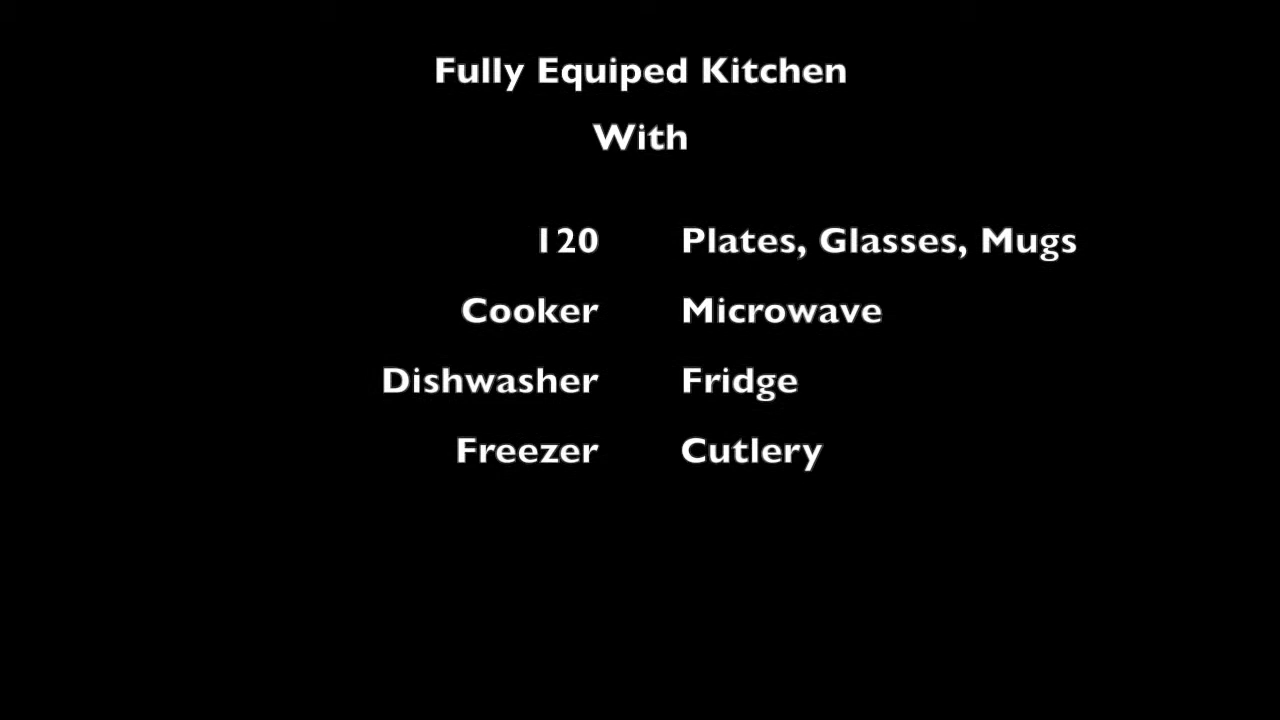 Fully Equiped Kitchen
With
120 Plates, Glasses, Mugs
Cooker Microwave
Dishwasher Fridge
Freezer Cutlery